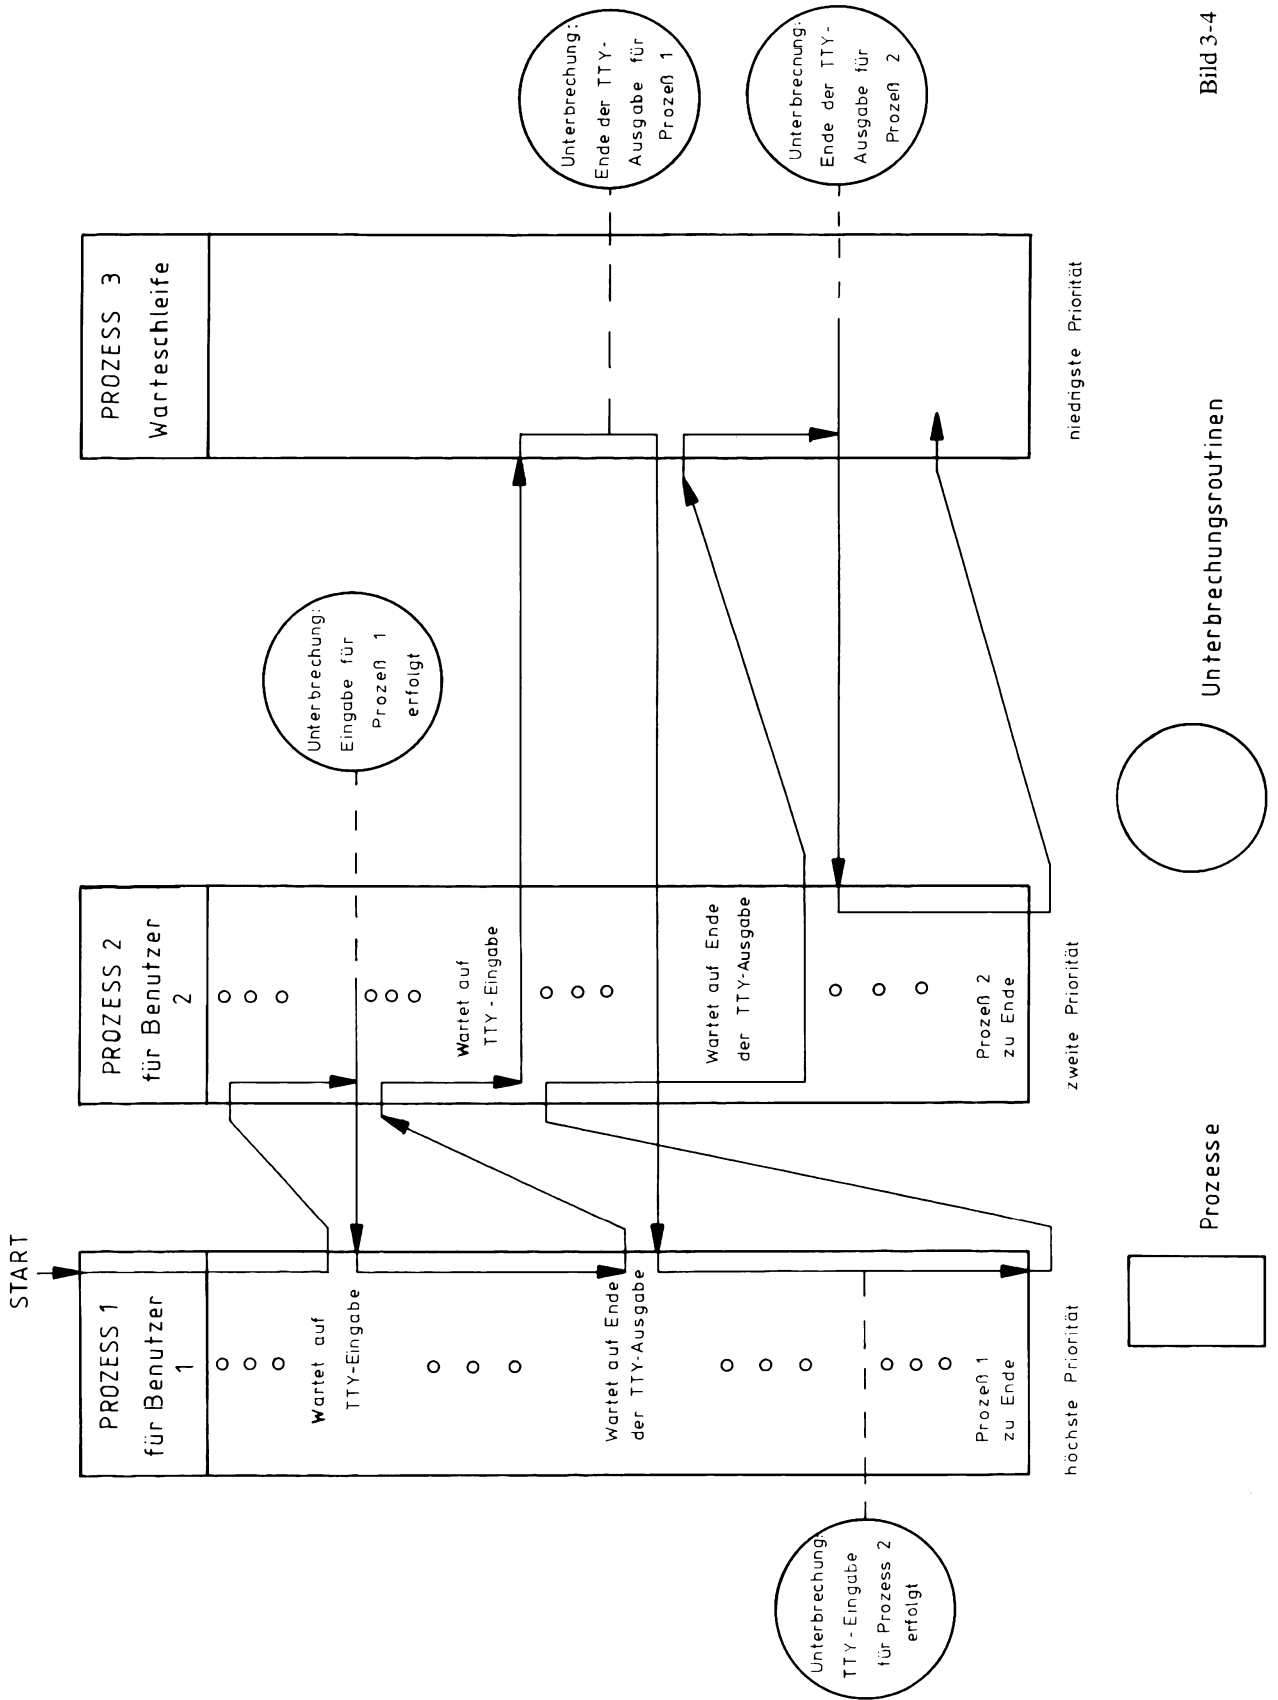 START
PROZESS 1
für Benutzer
1
Wartet auf
TTY-Eingabe
Wartet auf Ende
der TTY-Ausgabe
Prozeß 1
zu Ende
höchste Priorität
Unterbrechung:
TTY-Eingabe
für Prozess 2
erfolgt
PROZESS 2
für Benutzer
2
Wartet auf
TTY-Eingabe
Wartet auf Ende
der TTY-Ausgabe
Prozeß 2
zu Ende
zweite Priorität
Unterbrechung:
Eingabe für
Prozeß 1
erfolgt
PROZESS 3
Warteschleife
niedrigste Priorität
Unterbrechung:
Ende der TTY-
Ausgabe für
Prozeß 1
Unterbrechung:
Ende der TTY-
Ausgabe für
Prozeß 2
Prozesse
Unterbrechungsroutinen
Bild 3-4